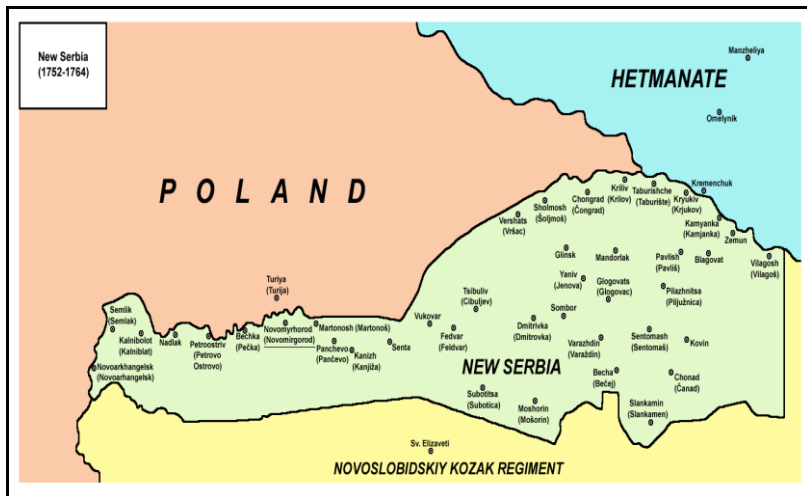 New Serbia
(1752-1764)
HETMANATE
Manzheliya
Omelynik
POLAND
Kremenchuk
Vershats
(Vršac)
Sholmosh
(Šoljmoš)
Chongrad
(Čongrad)
Kriliv
(Krilov)
Taburishche
(Taburište)
Kryukiv
(Krjukov)
Kamyanka
(Kamjanka)
Zemun
Glinsk
Mandorlak
Pavlish
(Pavliš)
Blagovat
Vilagosh
(Vilagoš)
Turiya
(Turija)
Yaniv
(Jenova)
Glogovats
(Glogovac)
Pilazhnitsa
(Piljužnica)
Tsibuliv
(Cibuljev)
Semlik
(Semlak)
Kalnibolot
(Kalniblat)
Nadlak
Petroostriv
(Petrovo
Ostrovo)
Bechka
(Pečka)
Novomyrhorod
(Novomirgorod)
Martonosh (Martonoš)
Panchevo
(Pančevo)
Kanizh
(Kanjiža)
Senta
Vukovar
Fedvar
(Feldvar)
Dmitrivka
(Dmitrovka)
Sombor
Varazhdin
(Varaždin)
Sentomash
(Sentomaš)
Kovin
Novoarkhangelsk
(Novoarhangelsk)
NEW SERBIA
Becha
(Bečej)
Chonad
(Čanad)
Subotitsa
(Subotica)
Moshorin
(Mošorin)
Slankamin
(Slankamen)
Sv. Elizaveti
NOVOSLOBIDSKIY KOZAK REGIMENT